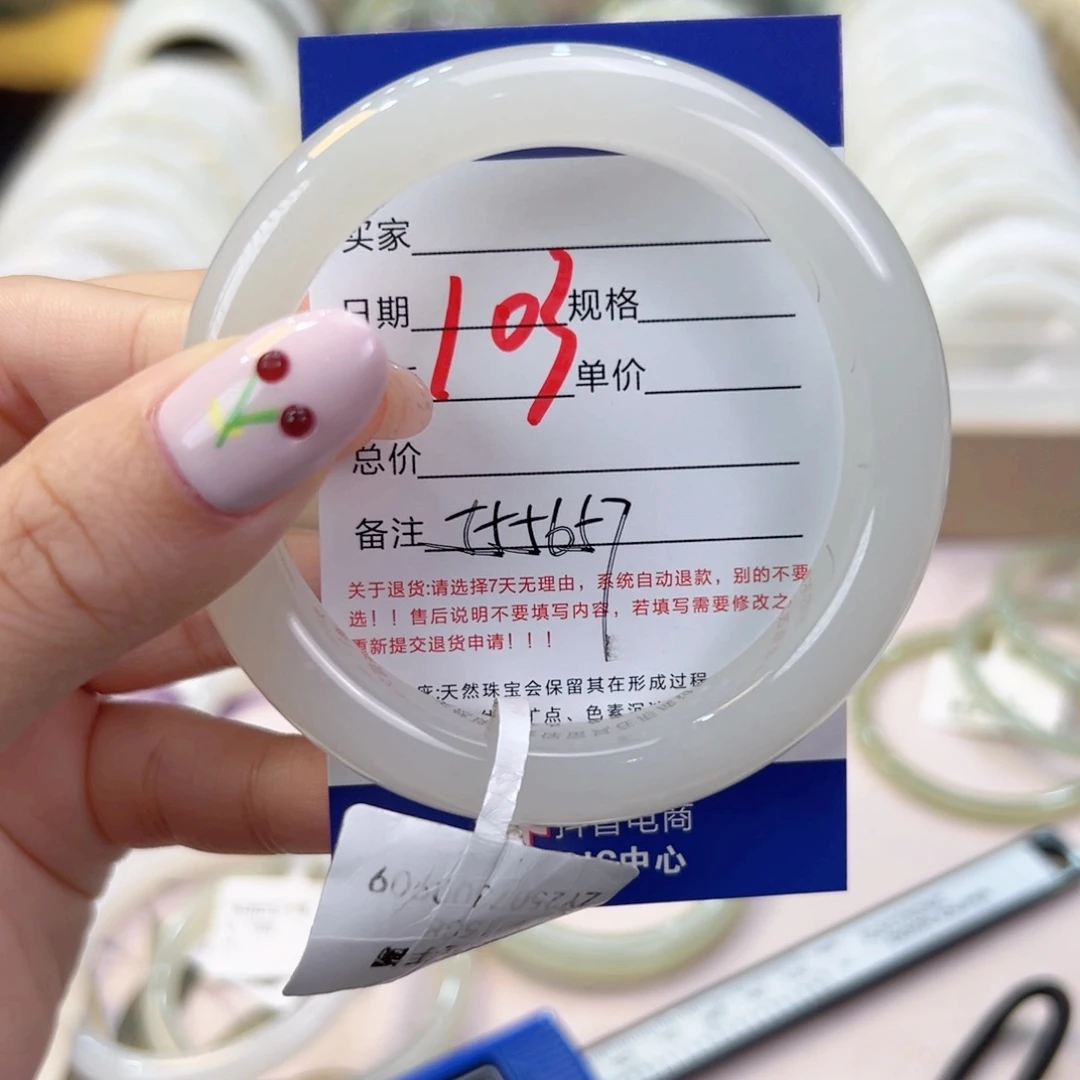 买家
日期 103 规格
单价
总价
备注
关于退货:请选择7天无理由，系统自动退款，别的不要
选！！售后说明不要填写内容，若填写需要修改之
重新提交退货申请！！！
:天然珠宝会保留其在形成过程
矿点、色素沉
抖音电商
中心